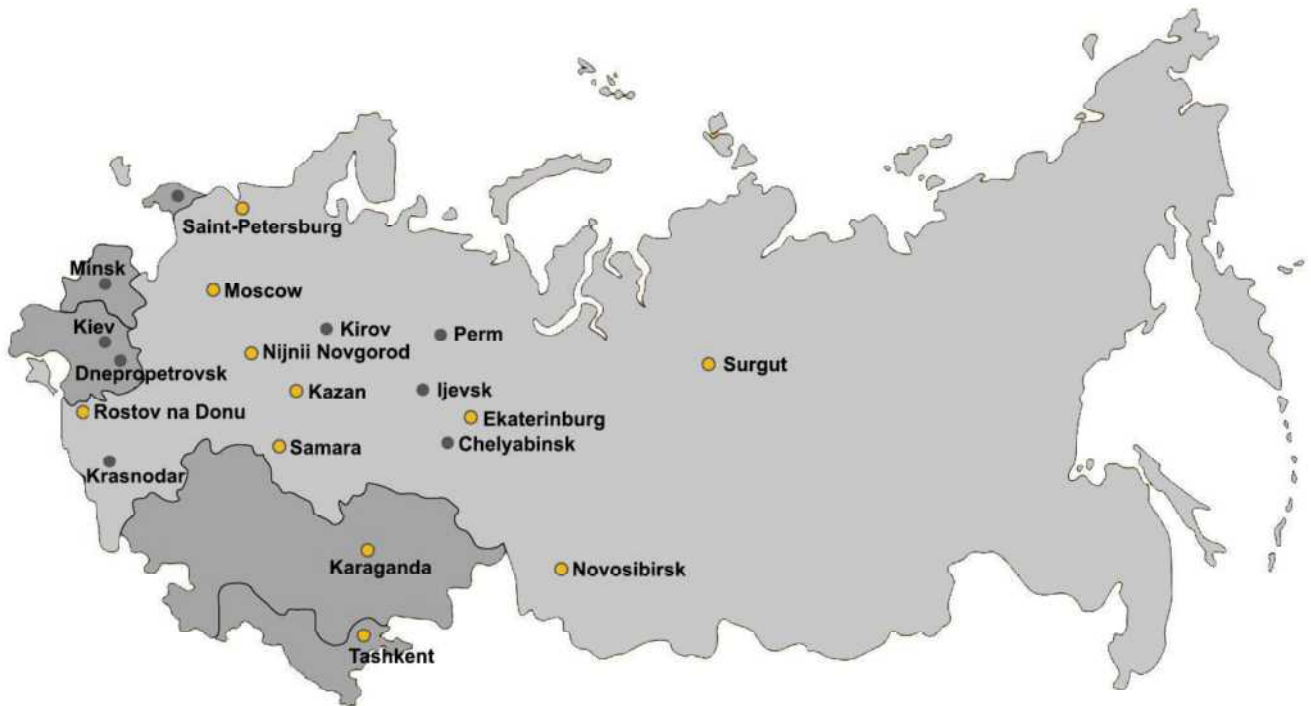 Saint-Petersburg
Minsk
Moscow
Kiev
Kirov
Perm
Nijnii Novgorod
Surgut
Dnepropetrovsk
Kazan
Ijevsk
Rostov na Donu
Ekaterinburg
Samara
Chelyabinsk
Krasnodar
Karaganda
Novosibirsk
Tashkent